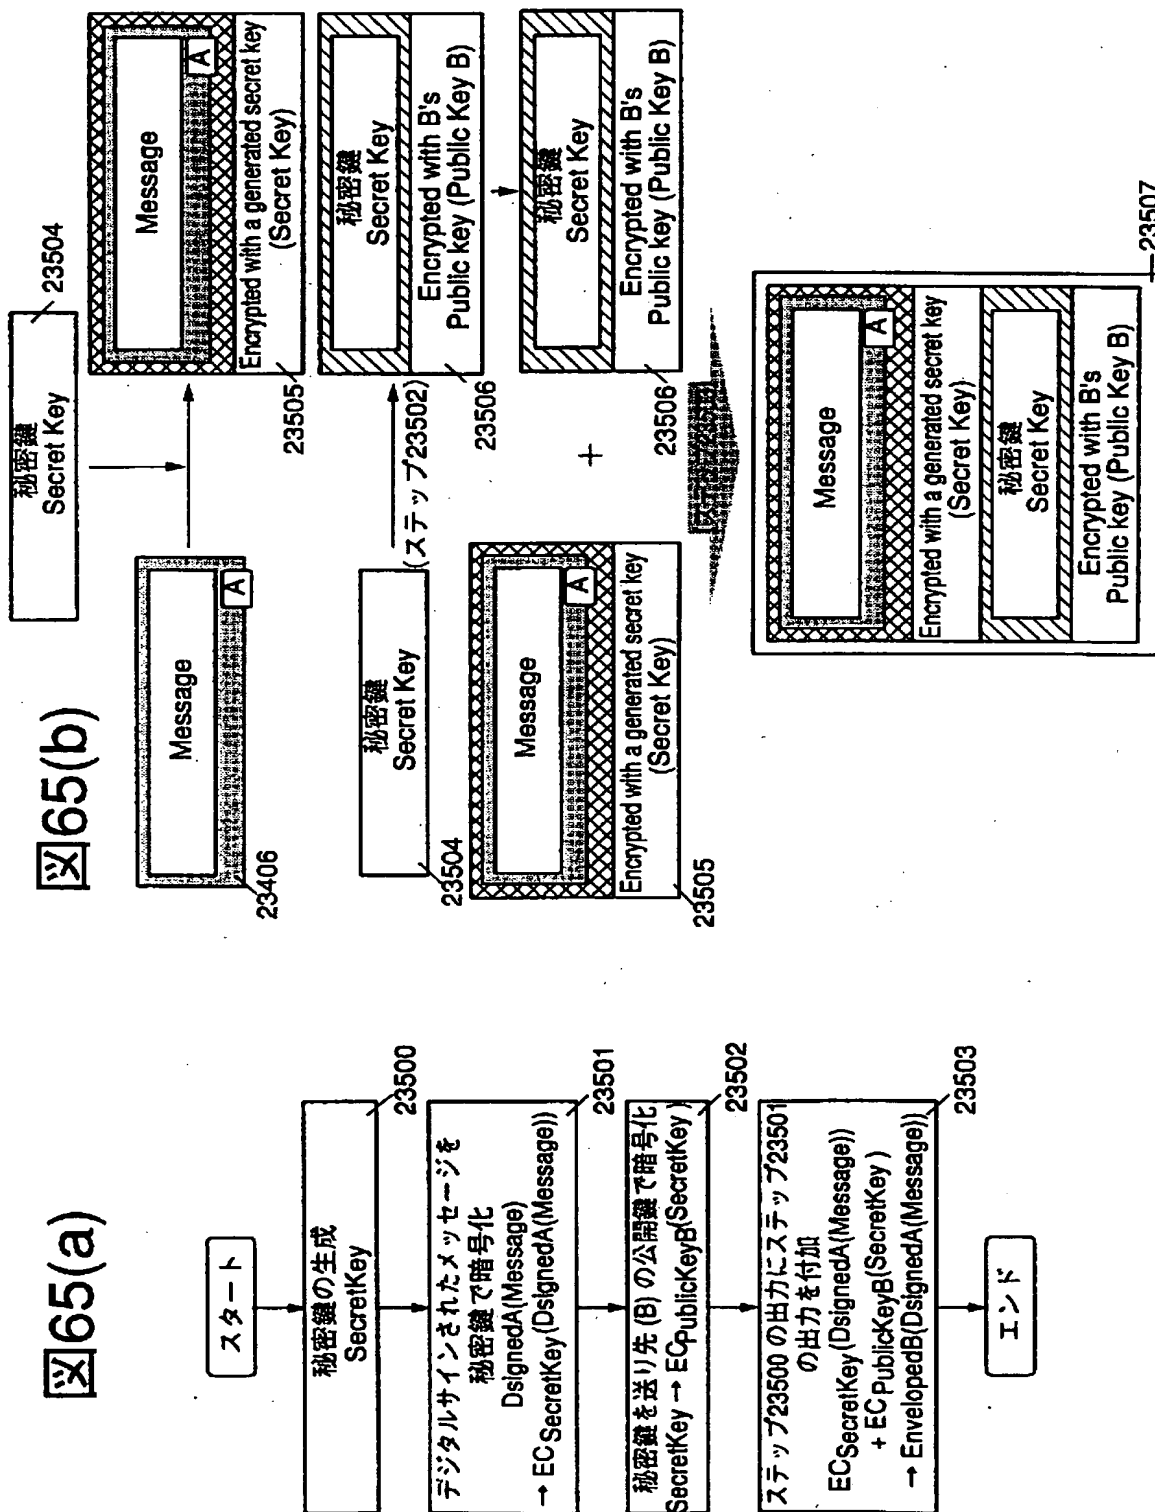 図65(a)
スタート
秘密鍵の生成
SecretKey
23500
デジタルサインされたメッセージを
秘密鍵で暗号化
DsignedA(Message)
→ ECSecretKey(DsignedA(Message))
23501
秘密鍵を送り先 (B) の公開鍵で暗号化
SecretKey → ECPublicKeyB(SecretKey)
23502
ステップ23500 の出力にステップ23501
の出力を付加
ECSecretKey(DsignedA(Message))
+ ECPublicKeyB(SecretKey)
→ EnvelopedB(DsignedA(Message))
23503
エンド
図65(b)
秘密鍵
Secret Key
23504
Message
A
23406
Message
A
Encrypted with a generated secret key
(Secret Key)
23505
秘密鍵
Secret Key
23504
(ステップ23502)
秘密鍵
Secret Key
Encrypted with B's
Public key (Public Key B)
23506
Message
A
Encrypted with a generated secret key
(Secret Key)
23505
+
秘密鍵
Secret Key
Encrypted with B's
Public key (Public Key B)
23506
Message
A
Encrypted with a generated secret key
(Secret Key)
秘密鍵
Secret Key
Encrypted with B's
Public key (Public Key B)
23507